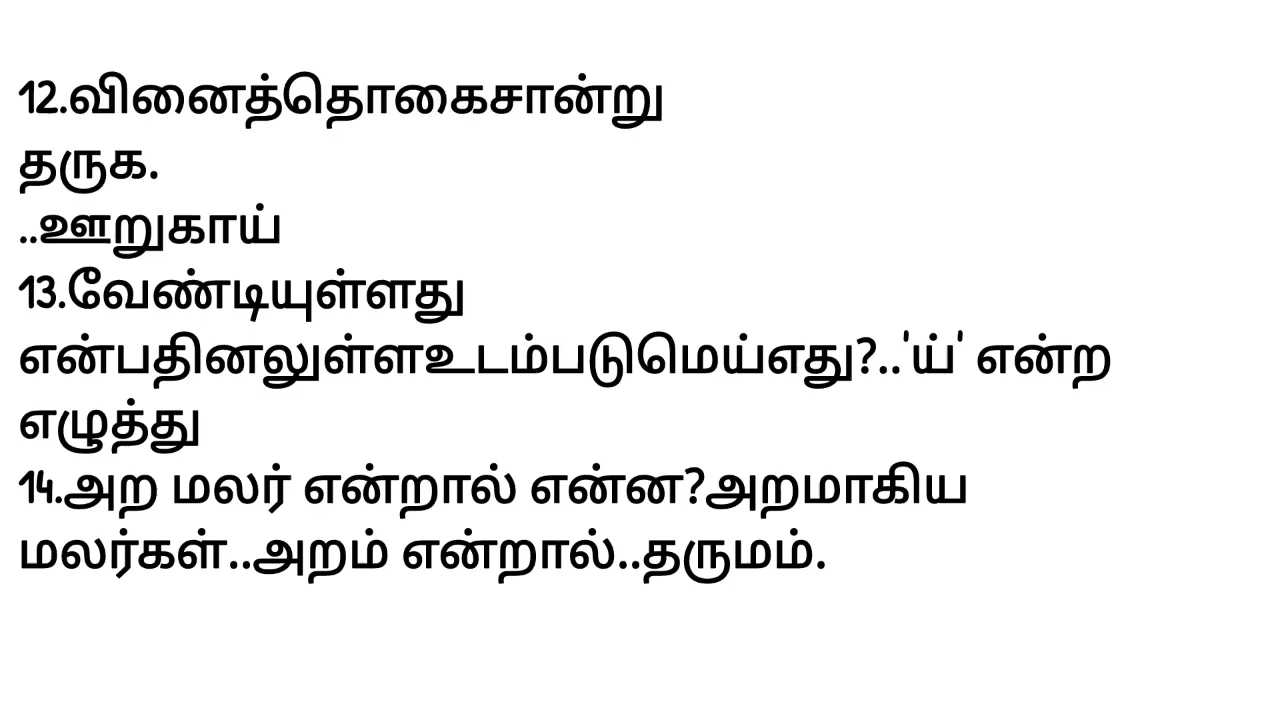 12.வினைத்தொகைசான்று
தருக.
..ஊறுகாய்
13.வேண்டியுள்ளது
என்பதினலுள்ளஉடம்படுமெய்எது?..'ய்' என்ற
எழுத்து
14.அற மலர் என்றால் என்ன?அறமாகிய
மலர்கள்..அறம் என்றால்..தருமம்.